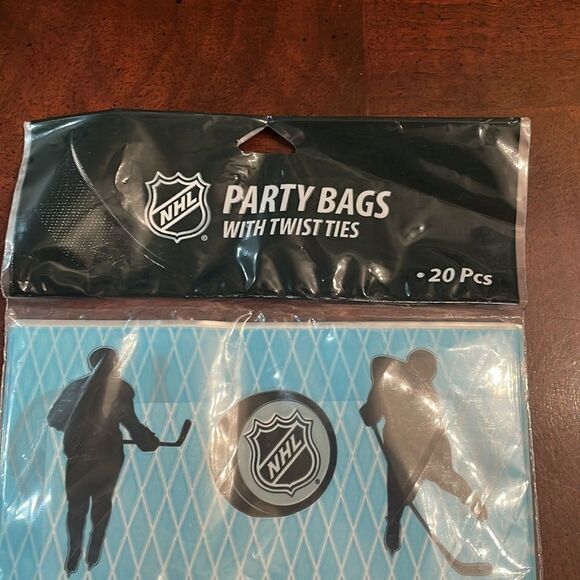 NHL
PARTY BAGS
WITH TWIST TIES
• 20 Pcs
NHL